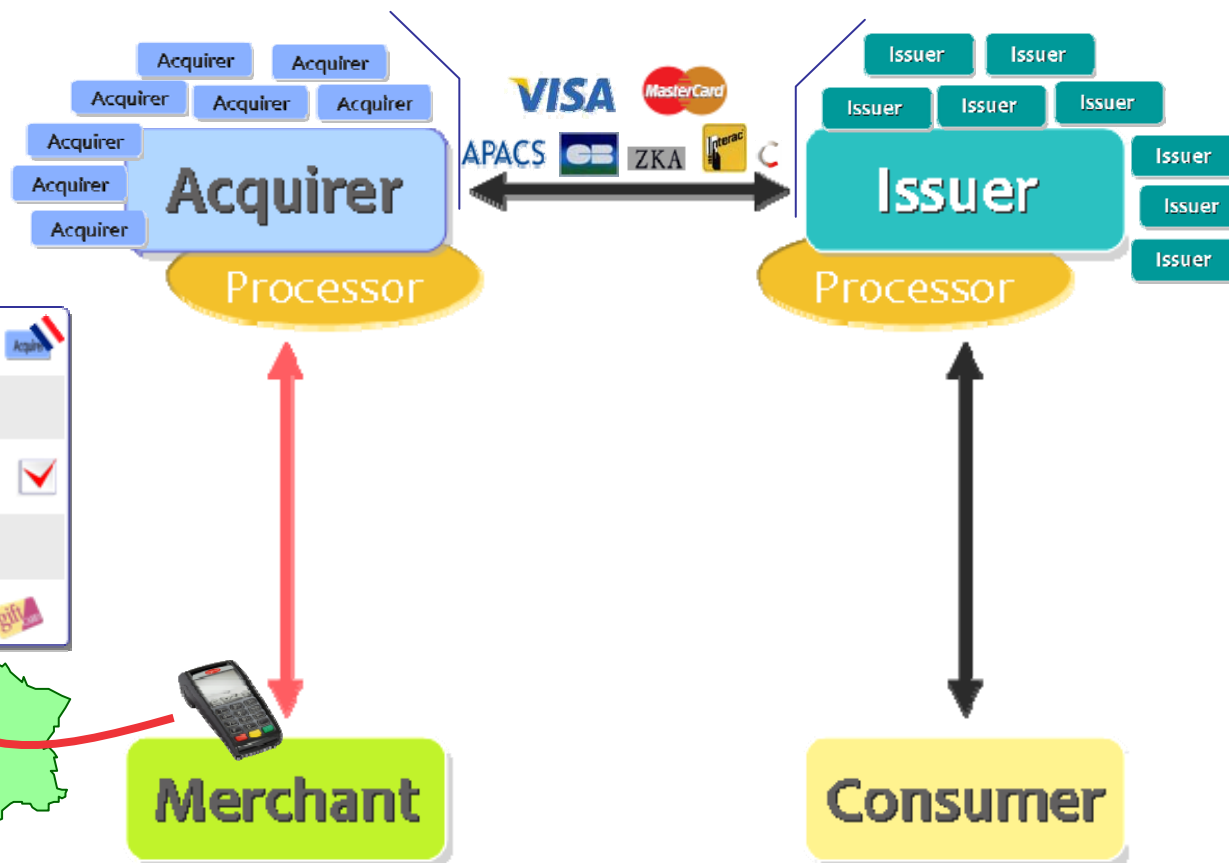 Acquirer
Acquirer
Acquirer
Acquirer
Acquirer
Acquirer
Acquirer
Acquirer
Acquirer
Processor
VISA
MasterCard
APACS
CB
ZKA
Interac
Issuer
Issuer
Issuer
Issuer
Issuer
Issuer
Issuer
Issuer
Issuer
Processor
gift
Merchant
Consumer